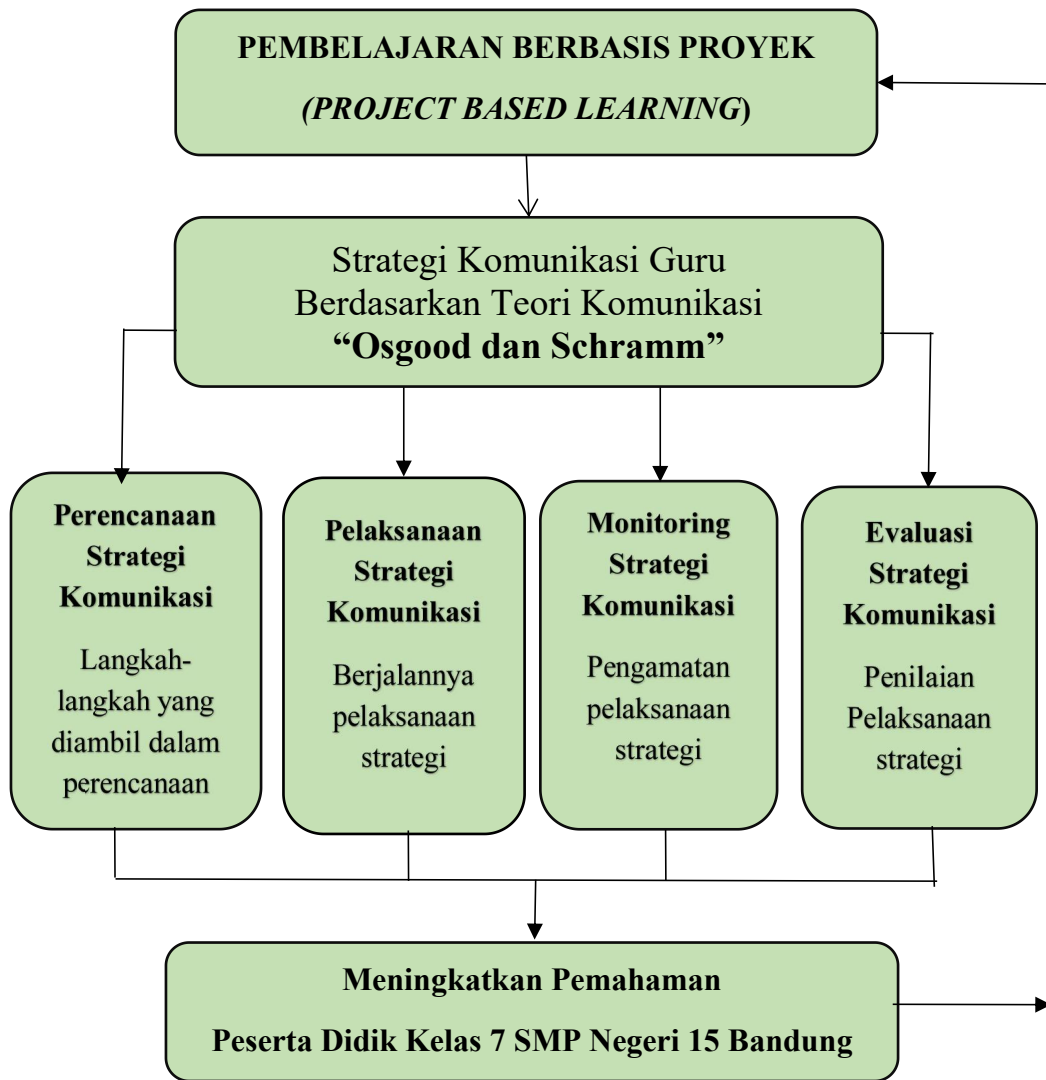 PEMBELAJARAN BERBASIS PROYEK
(PROJECT BASED LEARNING)
Strategi Komunikasi Guru
Berdasarkan Teori Komunikasi
“Osgood dan Schramm”
Perencanaan
Strategi
Komunikasi
Langkah-
langkah yang
diambil dalam
perencanaan
Pelaksanaan
Strategi
Komunikasi
Berjalannya
pelaksanaan
strategi
Monitoring
Strategi
Komunikasi
Pengamatan
pelaksanaan
strategi
Evaluasi
Strategi
Komunikasi
Penilaian
Pelaksanaan
strategi
Meningkatkan Pemahaman
Peserta Didik Kelas 7 SMP Negeri 15 Bandung